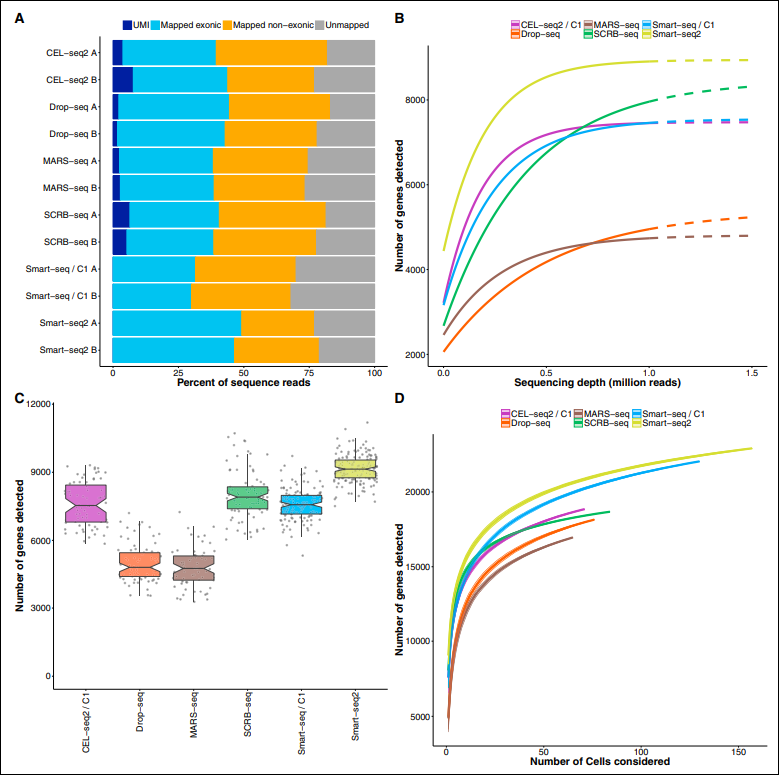 A
UMI Mapped exonic Mapped non−exonic Unmapped
CEL−seq2 A
CEL−seq2 B
Drop−seq A
Drop−seq B
MARS−seq A
MARS−seq B
SCRB−seq A
SCRB−seq B
Smart−seq / C1 A
Smart−seq / C1 B
Smart−seq2 A
Smart−seq2 B
0 25 50 75 100
Percent of sequence reads
B
CEL−seq2 / C1 MARS−seq Smart−seq / C1
Drop−seq SCRB−seq Smart−seq2
Number of genes detected
8000
6000
4000
2000
0.0 0.5 1.0 1.5
Sequencing depth (million reads)
C
Number of genes detected
12000
9000
6000
3000
0
CEL−seq2 / C1
Drop−seq
MARS−seq
SCRB−seq
Smart−seq / C1
Smart−seq2
D
CEL−seq2 / C1 MARS−seq Smart−seq / C1
Drop−seq SCRB−seq Smart−seq2
Number of genes detected
20000
15000
10000
5000
0 50 100 150
Number of Cells considered